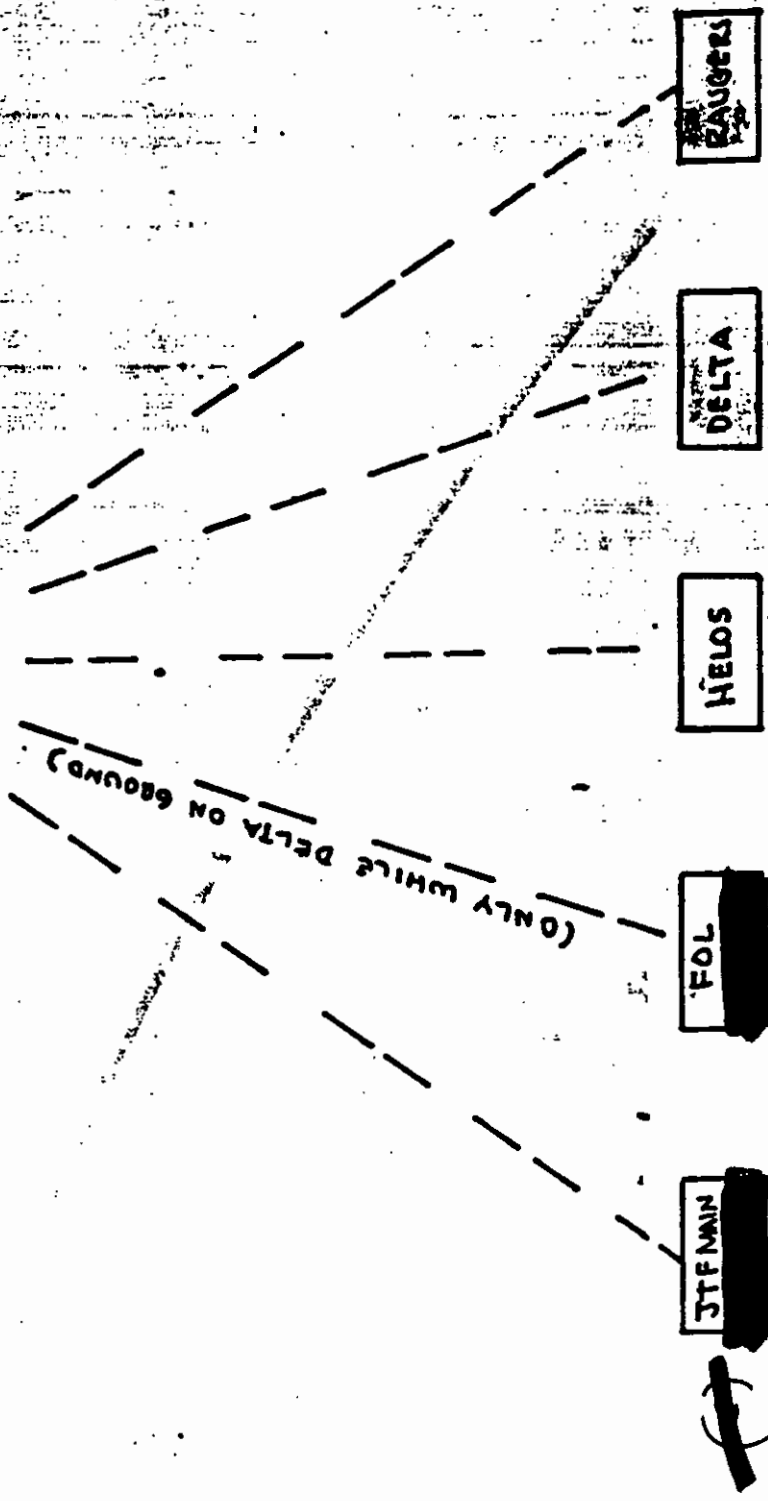 (ONLY WHILE DELTA ON GROUND)
JTF MAIN
FOL
HELOS
DELTA
RANGERS